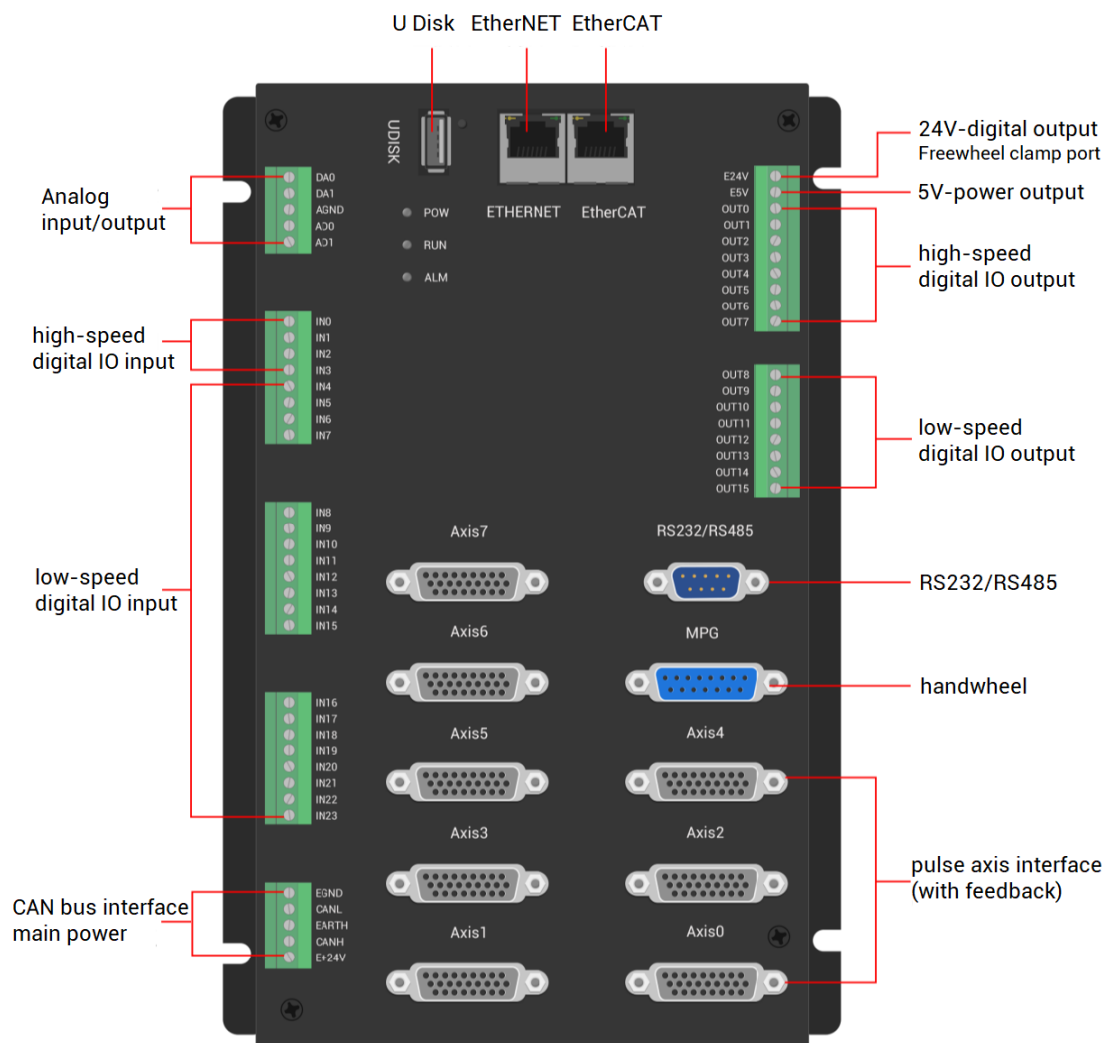 U Disk EtherNET EtherCAT
UDISK
ETHERNET EtherCAT
POW
RUN
ALM
Analog
input/output
DA0
DA1
AGND
AD0
AD1
high-speed
digital IO input
IN0
IN1
IN2
IN3
IN4
IN5
IN6
IN7
low-speed
digital IO input
IN8
IN9
IN10
IN11
IN12
IN13
IN14
IN15
IN16
IN17
IN18
IN19
IN20
IN21
IN22
IN23
CAN bus interface
main power
EGND
CANL
EARTH
CANH
E+24V
24V-digital output
Freewheel clamp port
5V-power output
E24V
E5V
OUT0
OUT1
OUT2
OUT3
OUT4
OUT5
OUT6
OUT7
high-speed
digital IO output
OUT8
OUT9
OUT10
OUT11
OUT12
OUT13
OUT14
OUT15
low-speed
digital IO output
Axis7 RS232/RS485
RS232/RS485
Axis6 MPG
handwheel
Axis5 Axis4
Axis3 Axis2
pulse axis interface
(with feedback)
Axis1 Axis0